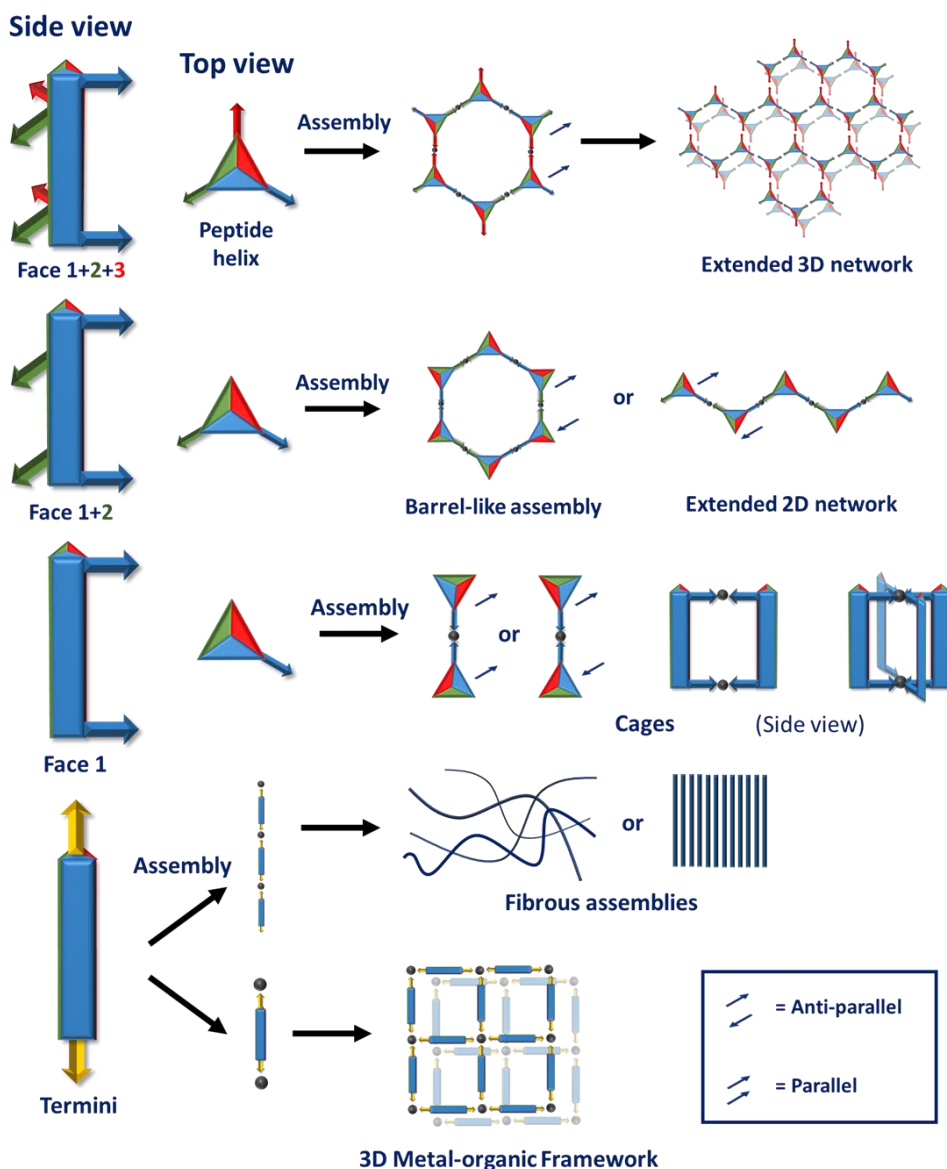 Side view
Top view
Assembly
Peptide
helix
Face 1+2+3
Extended 3D network
Assembly
or
Face 1+2
Barrel-like assembly
Extended 2D network
Assembly
or
Cages
(Side view)
Face 1
Assembly
or
Fibrous assemblies
= Anti-parallel
= Parallel
Termini
3D Metal-organic Framework